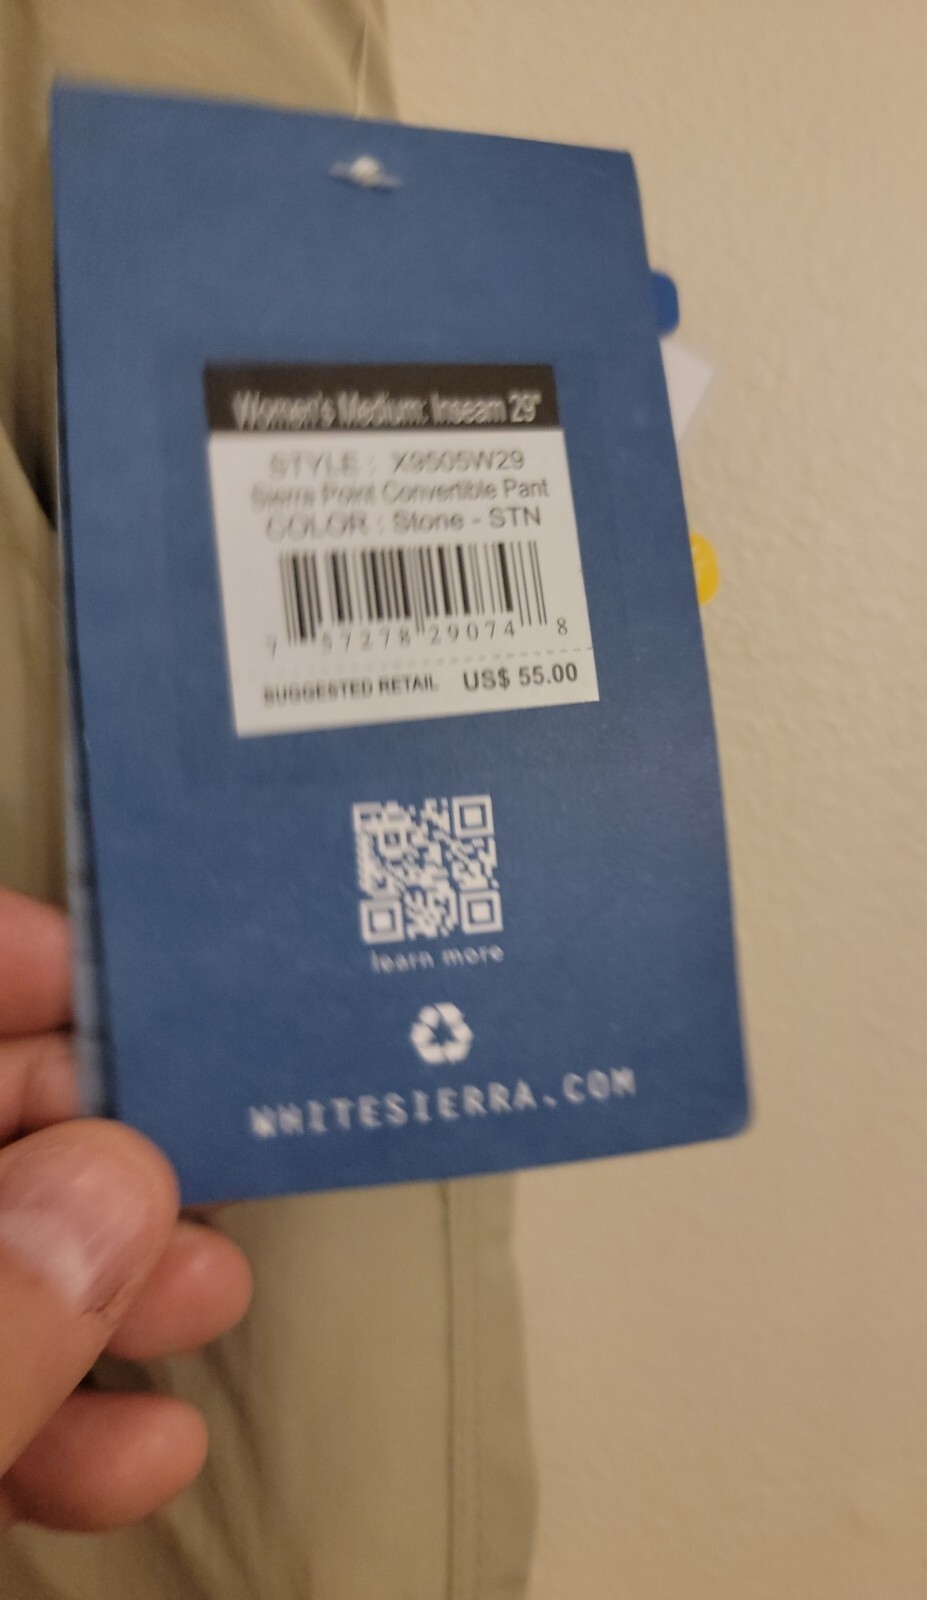 Women's Medium: Inseam 29"
STYLE : X9505W29
Sierra Point Convertible Pant
COLOR : Stone - STN
7 57278 29074 8
SUGGESTED RETAIL US$ 55.00
learn more
WHITESIERRA.COM